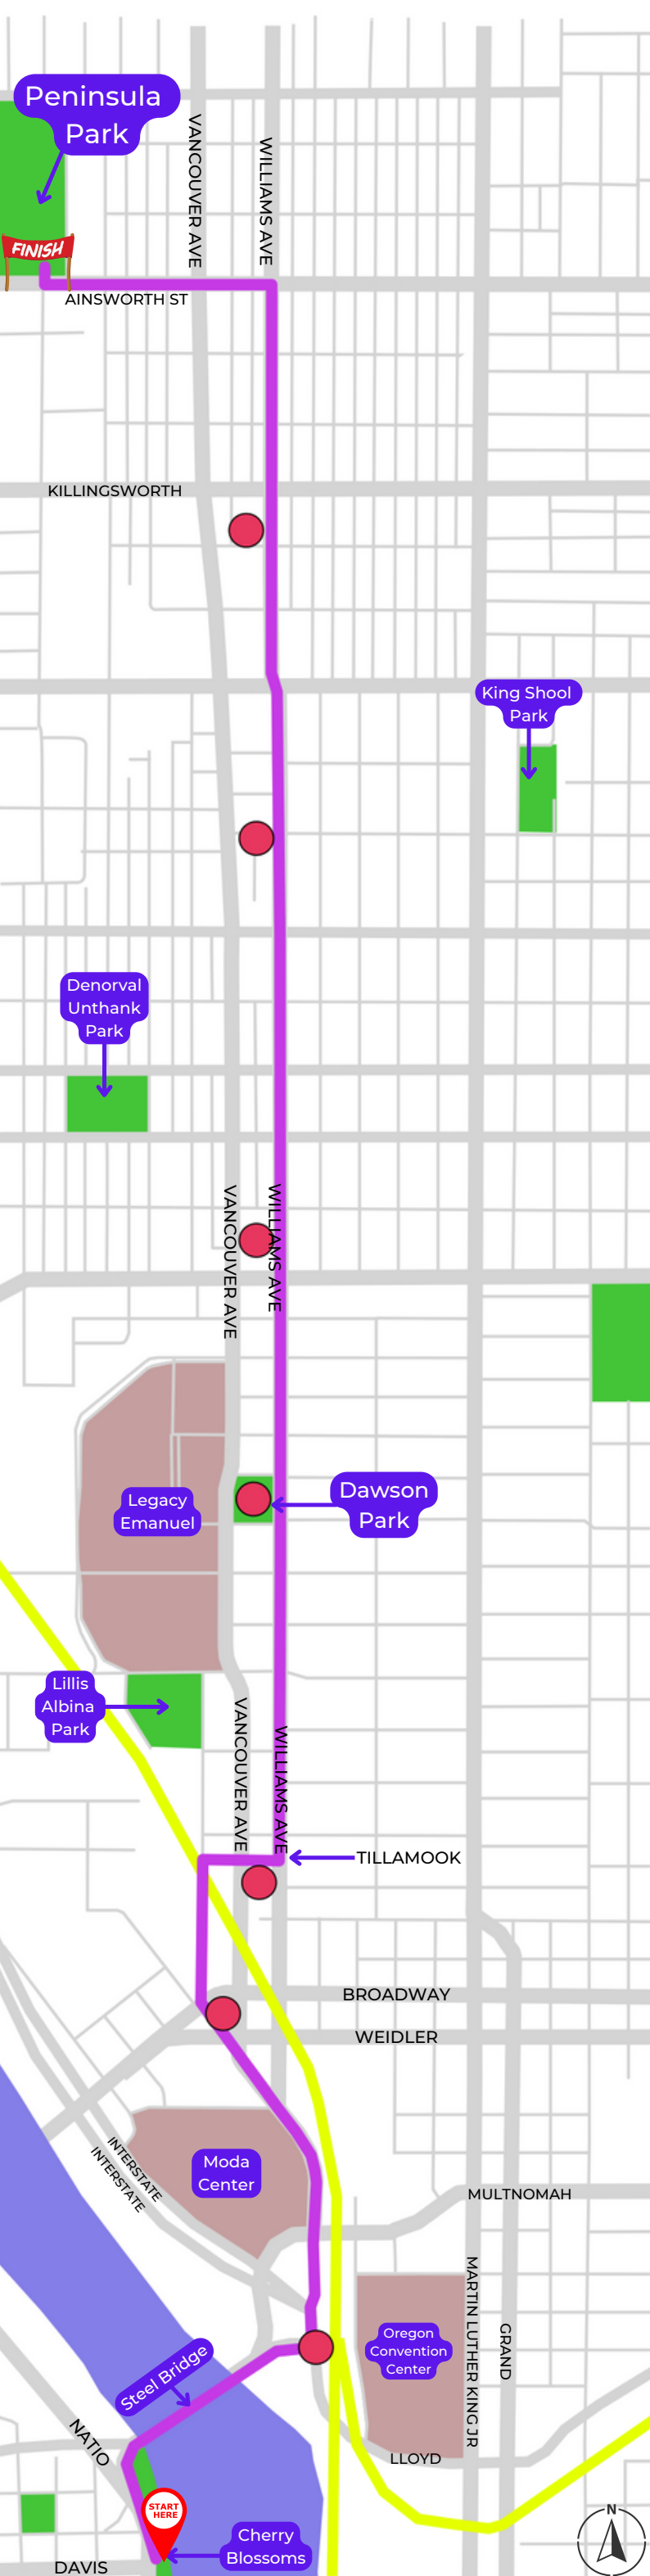 Peninsula
Park
VANCOUVER AVE
WILLIAMS AVE
FINISH
AINSWORTH ST
KILLINGSWORTH
King Shool
Park
Denorval
Unthank
Park
VANCOUVER AVE
WILLIAMS AVE
Dawson
Park
Legacy
Emanuel
Lillis
Albina
Park
VANCOUVER AVE
WILLIAMS AVE
TILLAMOOK
BROADWAY
WEIDLER
INTERSTATE
INTERSTATE
Moda
Center
MULTNOMAH
MARTIN LUTHER KING JR
GRAND
Oregon
Convention
Center
Steel Bridge
NATIO
LLOYD
START
HERE
N
Cherry
Blossoms
DAVIS